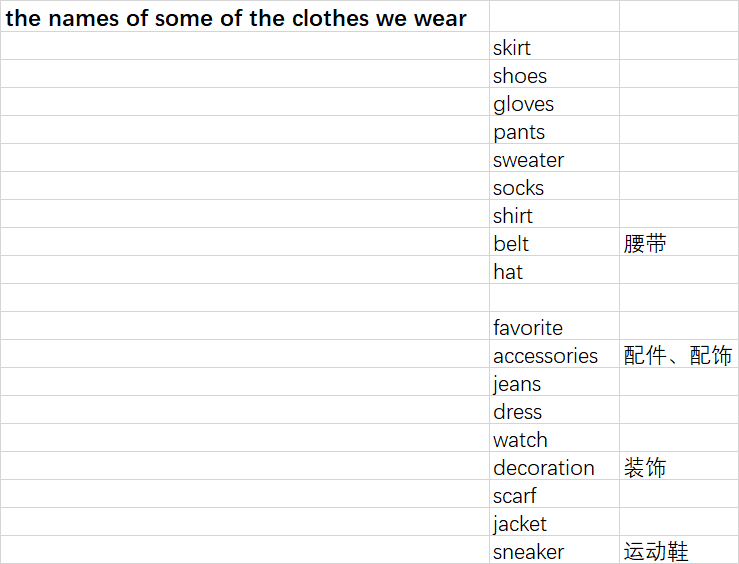 the names of some of the clothes we wear
skirt
shoes
gloves
pants
sweater
socks
shirt
belt 腰带
hat
favorite
accessories 配件、配饰
jeans
dress
watch
decoration 装饰
scarf
jacket
sneaker 运动鞋